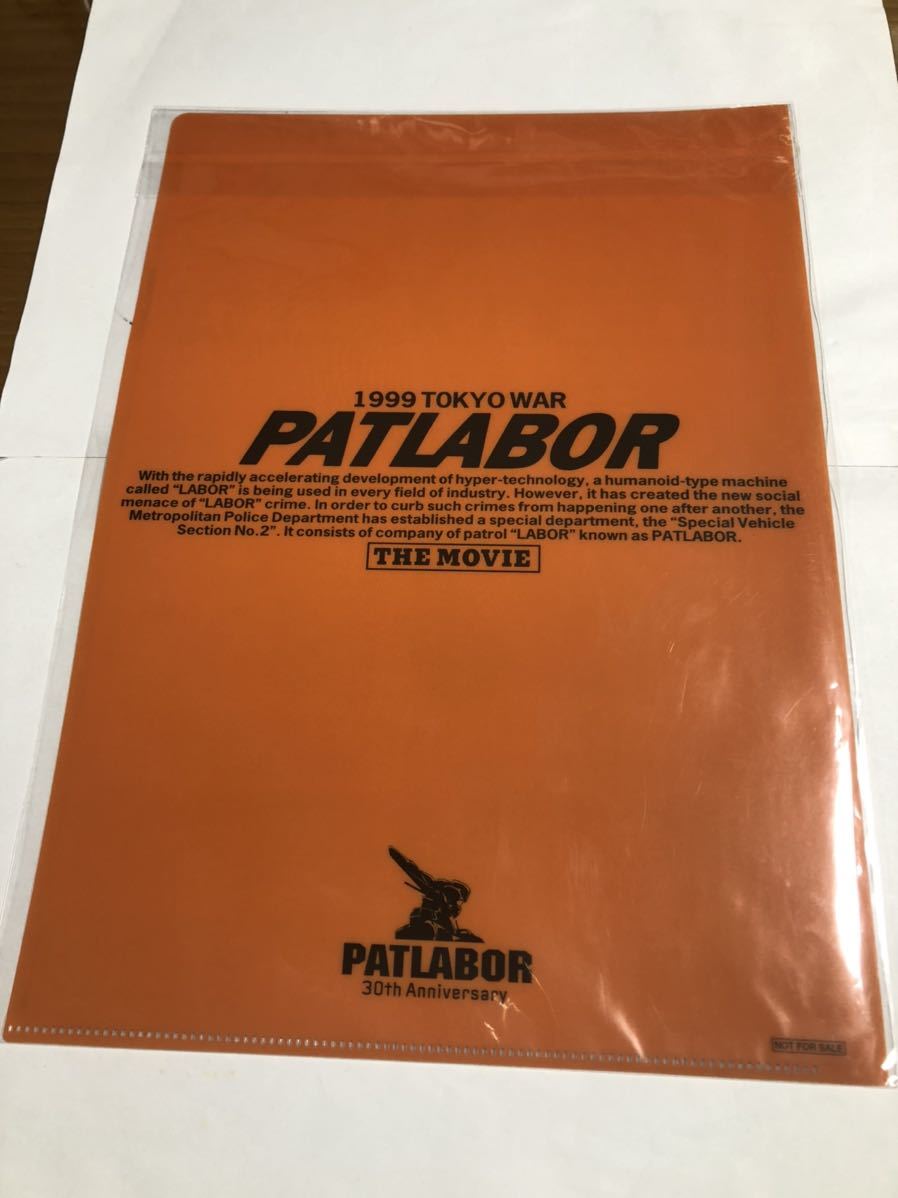 1999 TOKYO WAR
PATLABOR
With the rapidly accelerating development of hyper-technology, a humanoid-type machine
called “LABOR” is being used in every field of industry. However, it has created the new social
menace of “LABOR” crime. In order to curb such crimes from happening one after another, the
Metropolitan Police Department has established a special department, the “Special Vehicle
Section No.2”. It consists of company of patrol “LABOR” known as PATLABOR.
THE MOVIE
PATLABOR
30th Anniversary
NOT FOR SALE